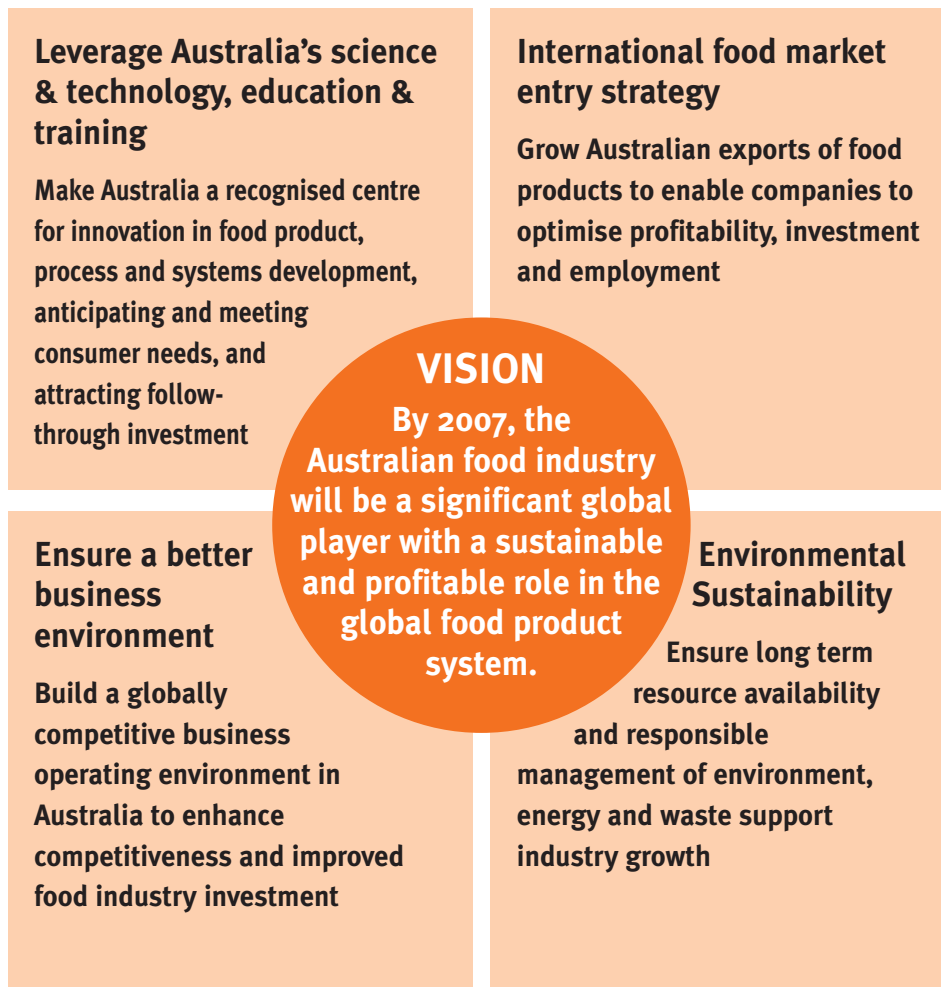 Leverage Australia’s science
& technology, education &
training
Make Australia a recognised centre
for innovation in food product,
process and systems development,
anticipating and meeting
consumer needs, and
attracting follow-
through investment
International food market
entry strategy
Grow Australian exports of food
products to enable companies to
optimise profitability, investment
and employment
VISION
By 2007, the
Australian food industry
will be a significant global
player with a sustainable
and profitable role in the
global food product
system.
Ensure a better
business
environment
Build a globally
competitive business
operating environment in
Australia to enhance
competitiveness and improved
food industry investment
Environmental
Sustainability
Ensure long term
resource availability
and responsible
management of environment,
energy and waste support
industry growth